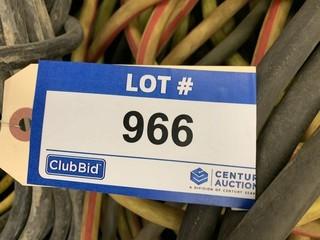 LOT #
966
ClubBid
CENTUR
AUCTION
A DIVISION OF CENTURY